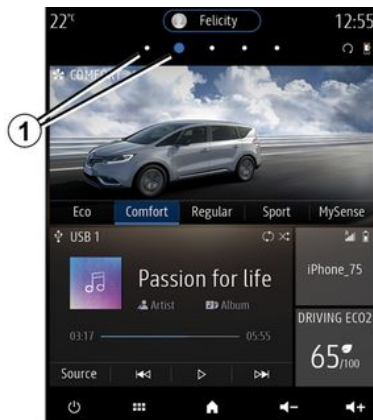 22°C Felicity 12:55
1
COMFORT
Eco Comfort Regular Sport MySense
USB 1
iPhone_75
Passion for life
Artist Album
DRIVING ECO2
03:17 05:55
65/100
Source